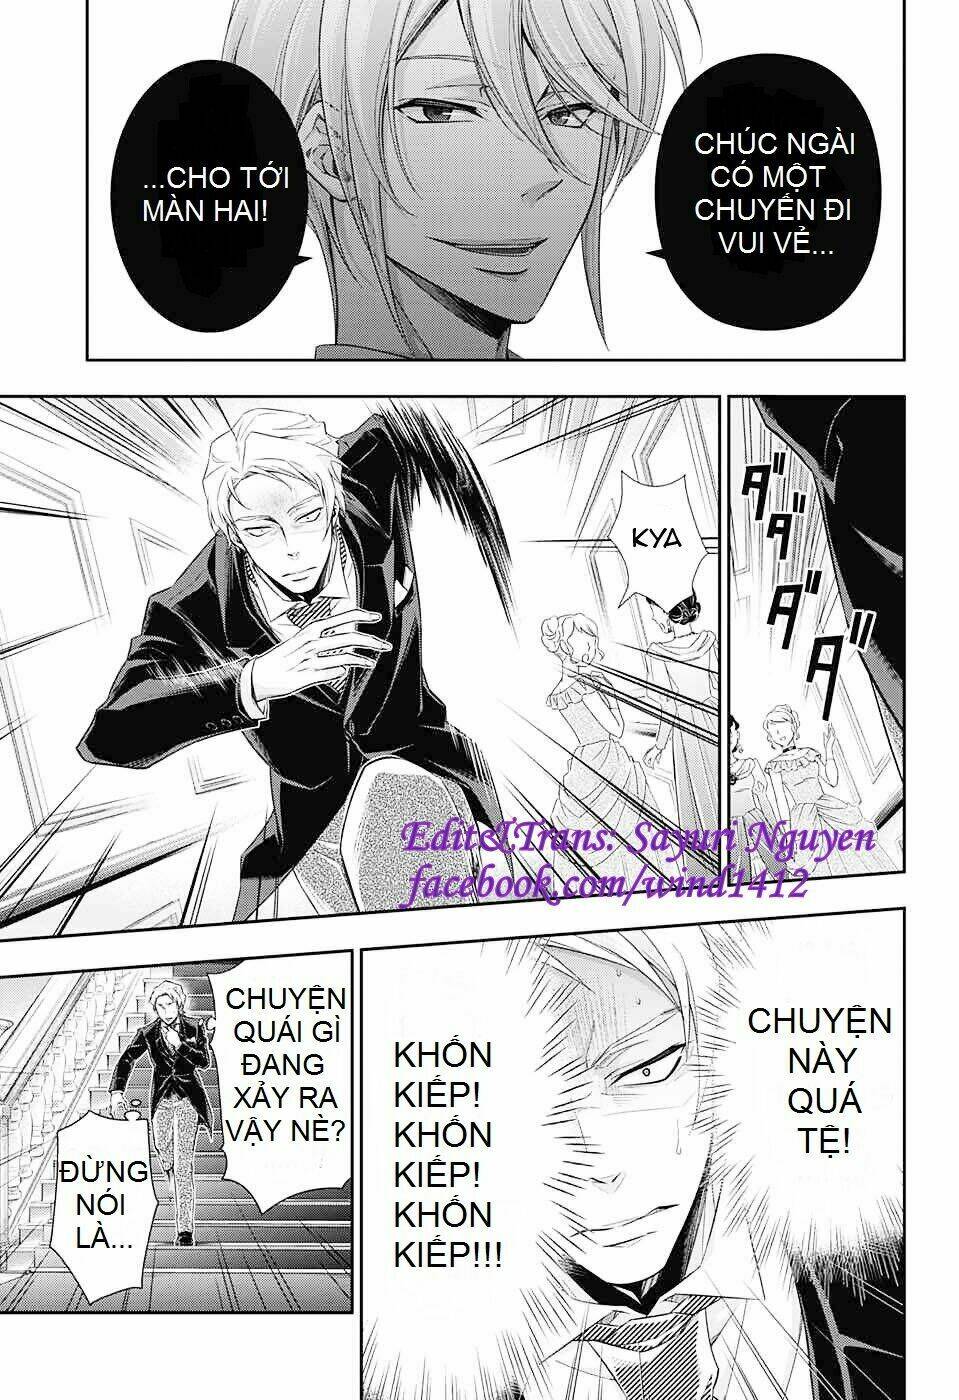 CHÚC NGÀI
CÓ MỘT
CHUYẾN ĐI
VUI VẺ...
...CHO TỚI
MÀN HAI!
ダダダダ
KYA
Edit&Trans: Sayuri Nguyen
facebook.com/wind1412
CHUYỆN
NÀY
QUÁ
TỆ!
KHỐN
KIẾP!
KHỐN
KIẾP!
KHỐN
KIẾP!!!
CHUYỆN
QUÁI GÌ
ĐANG
XẢY RA
VẬY NÈ?
ĐỪNG
NÓI
LÀ...